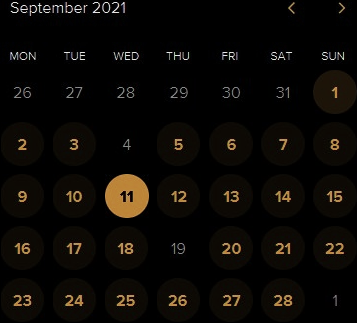 September 2021
MON TUE WED THU FRI SAT SUN
26 27 28 29 30 31 1
2 3 4 5 6 7 8
9 10 11 12 13 14 15
16 17 18 19 20 21 22
23 24 25 26 27 28 1